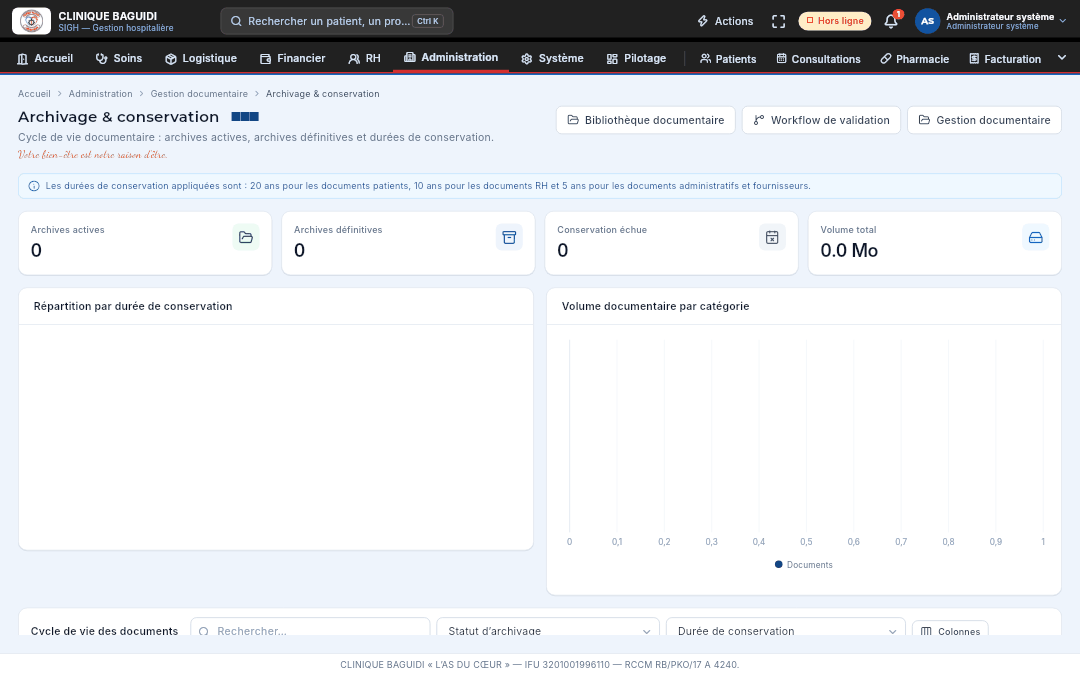 CLINIQUE BAGUIDI
SIGH — Gestion hospitalière
Rechercher un patient, un pro... Ctrl K
Actions
Hors ligne
1
AS
Administrateur système
Administrateur système
Accueil
Soins
Logistique
Financier
RH
Administration
Système
Pilotage
Patients
Consultations
Pharmacie
Facturation
Accueil > Administration > Gestion documentaire > Archivage & conservation
Archivage & conservation
Cycle de vie documentaire : archives actives, archives définitives et durées de conservation.
Votre bien-être est notre raison d'être.
Bibliothèque documentaire
Workflow de validation
Gestion documentaire
Les durées de conservation appliquées sont : 20 ans pour les documents patients, 10 ans pour les documents RH et 5 ans pour les documents administratifs et fournisseurs.
Archives actives
0
Archives définitives
0
Conservation échue
0
Volume total
0.0 Mo
Répartition par durée de conservation
Volume documentaire par catégorie
0 0,1 0,2 0,3 0,4 0,5 0,6 0,7 0,8 0,9 1
Documents
Cycle de vie des documents
Rechercher...
Statut d'archivage
Durée de conservation
Colonnes
CLINIQUE BAGUIDI « L'AS DU CŒUR » — IFU 3201001996110 — RCCM RB/PKO/17 A 4240.